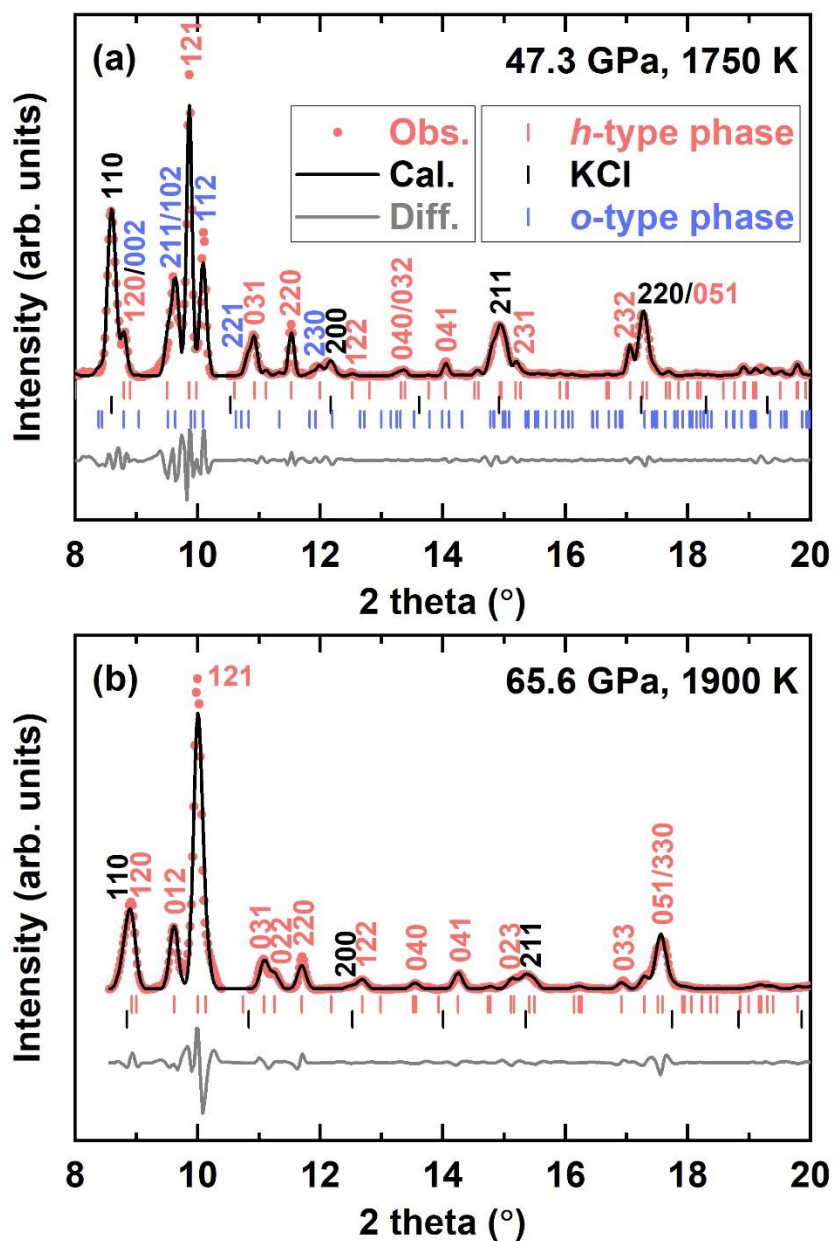 (a)
47.3 GPa, 1750 K
Obs.
Cal.
Diff.
h-type phase
KCl
o-type phase
110
120/002
211/102
121
112
221
031
220
230
200
122
040/032
041
211
231
232
220/051
Intensity (arb. units)
8 10 12 14 16 18 20
2 theta (°)
(b)
65.6 GPa, 1900 K
110
120
012
121
031
022
220
200
122
040
041
023
211
033
051/330
Intensity (arb. units)
8 10 12 14 16 18 20
2 theta (°)